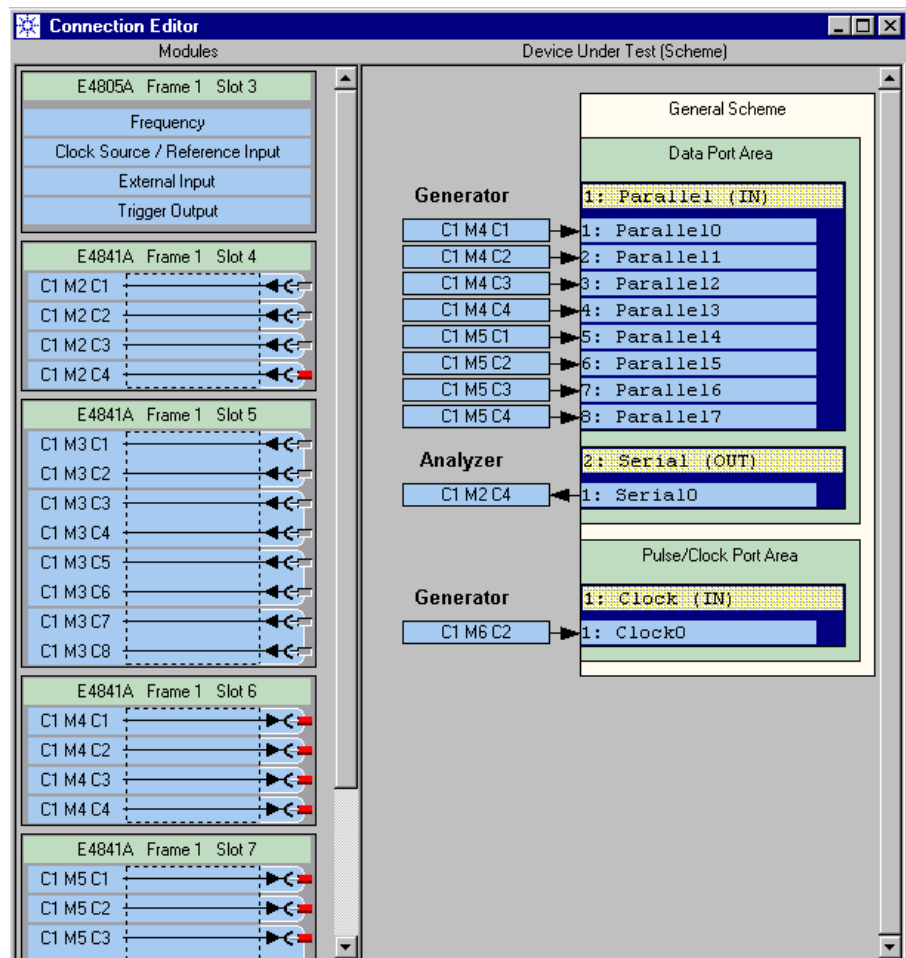 Connection Editor
Modules
Device Under Test (Scheme)
E4805A Frame 1 Slot 3
Frequency
Clock Source / Reference Input
External Input
Trigger Output
E4841A Frame 1 Slot 4
C1 M2 C1
C1 M2 C2
C1 M2 C3
C1 M2 C4
E4841A Frame 1 Slot 5
C1 M3 C1
C1 M3 C2
C1 M3 C3
C1 M3 C4
C1 M3 C5
C1 M3 C6
C1 M3 C7
C1 M3 C8
E4841A Frame 1 Slot 6
C1 M4 C1
C1 M4 C2
C1 M4 C3
C1 M4 C4
E4841A Frame 1 Slot 7
C1 M5 C1
C1 M5 C2
C1 M5 C3
General Scheme
Data Port Area
Generator
1: Parallel (IN)
C1 M4 C1 1: Parallel0
C1 M4 C2 2: Parallel1
C1 M4 C3 3: Parallel2
C1 M4 C4 4: Parallel3
C1 M5 C1 5: Parallel4
C1 M5 C2 6: Parallel5
C1 M5 C3 7: Parallel6
C1 M5 C4 8: Parallel7
Analyzer
2: Serial (OUT)
C1 M2 C4 1: Serial0
Pulse/Clock Port Area
Generator
1: Clock (IN)
C1 M6 C2 1: Clock0